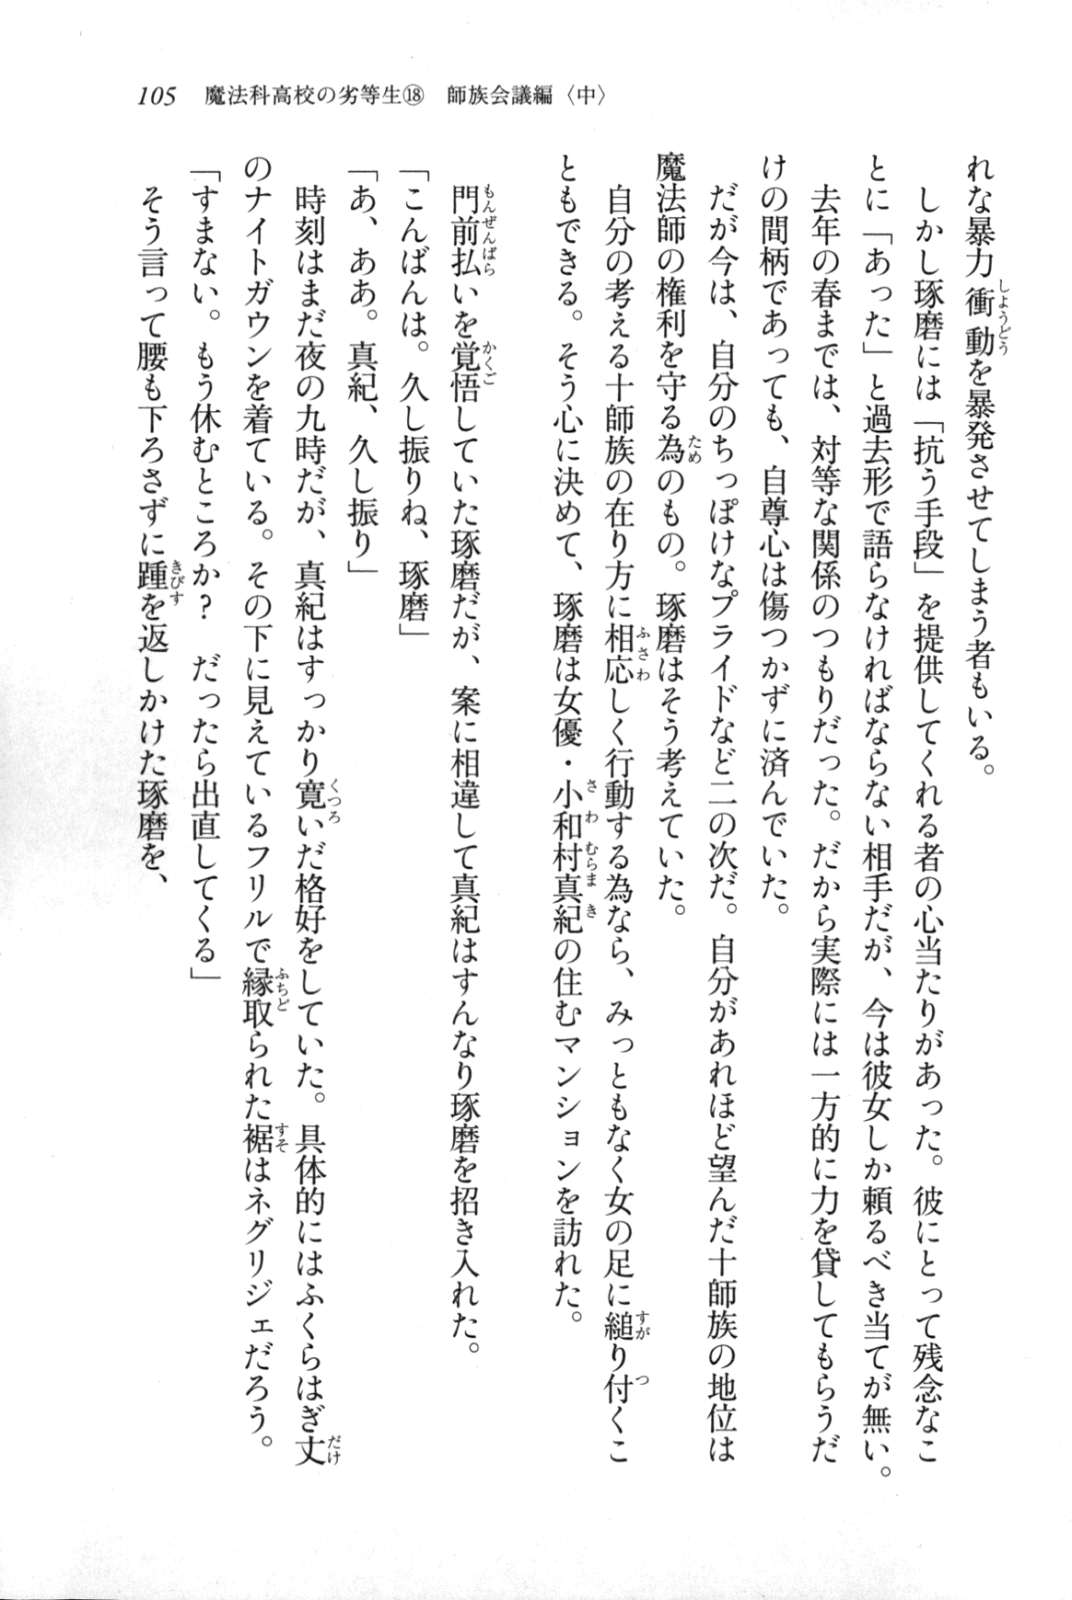 105　魔法科高校の劣等生⑱　師族会議編〈中〉
れな暴力衝動を暴発させてしまう者もいる。
　しかし琢磨には「抗う手段」を提供してくれる者の心当たりがあった。彼にとって残念なこ
とに「あった」と過去形で語らなければならない相手だが、今は彼女しか頼るべき当てが無い。
　去年の春までは、対等な関係のつもりだった。だから実際には一方的に力を貸してもらうだ
けの間柄であっても、自尊心は傷つかずに済んでいた。
　だが今は、自分のちっぽけなプライドなど二の次だ。自分があれほど望んだ十師族の地位は
魔法師の権利を守る為のもの。琢磨はそう考えていた。
　自分の考える十師族の在り方に相応しく行動する為なら、みっともなく女の足に縋り付くこ
ともできる。そう心に決めて、琢磨は女優・小和村真紀の住むマンションを訪れた。
　門前払いを覚悟していた琢磨だが、案に相違して真紀はすんなり琢磨を招き入れた。
「こんばんは。久し振りね、琢磨」
「あ、ああ。真紀、久し振り」
　時刻はまだ夜の九時だが、真紀はすっかり寛いだ格好をしていた。具体的にはふくらはぎ丈
のナイトガウンを着ている。その下に見えているフリルで縁取られた裾はネグリジェだろう。
「すまない。もう休むところか？　だったら出直してくる」
　そう言って腰も下ろさずに踵を返しかけた琢磨を、